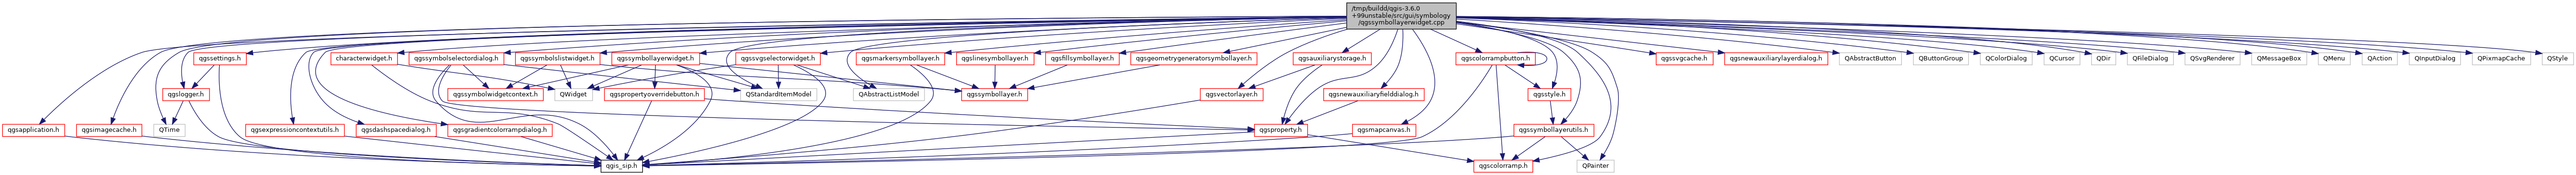 /tmp/buildd/qgis-3.6.0
+99unstable/src/gui/symbology
/qgssymbollayerwidget.cpp
qgssettings.h
characterwidget.h
qgssymbolselectordialog.h
qgssymbolslistwidget.h
qgssymbollayerwidget.h
qgssvgselectorwidget.h
qgsmarkersymbollayer.h
qgslinesymbollayer.h
qgsfillsymbollayer.h
qgsgeometrygeneratorsymbollayer.h
qgsauxiliarystorage.h
qgscolorrampbutton.h
qgssvgcache.h
qgsnewauxiliarylayerdialog.h
QAbstractButton
QButtonGroup
QColorDialog
QCursor
QDir
QFileDialog
QSvgRenderer
QMessageBox
QMenu
QAction
QInputDialog
QPixmapCache
QStyle
qgslogger.h
qgssymbolwidgetcontext.h
QWidget
qgspropertyoverridebutton.h
QStandardItemModel
QAbstractListModel
qgssymbollayer.h
qgsvectorlayer.h
qgsnewauxiliaryfielddialog.h
qgsstyle.h
qgsapplication.h
qgsimagecache.h
QTime
qgsexpressioncontextutils.h
qgsdashspacedialog.h
qgsgradientcolorrampdialog.h
qgsproperty.h
qgsmapcanvas.h
qgssymbollayerutils.h
qgis_sip.h
qgscolorramp.h
QPainter